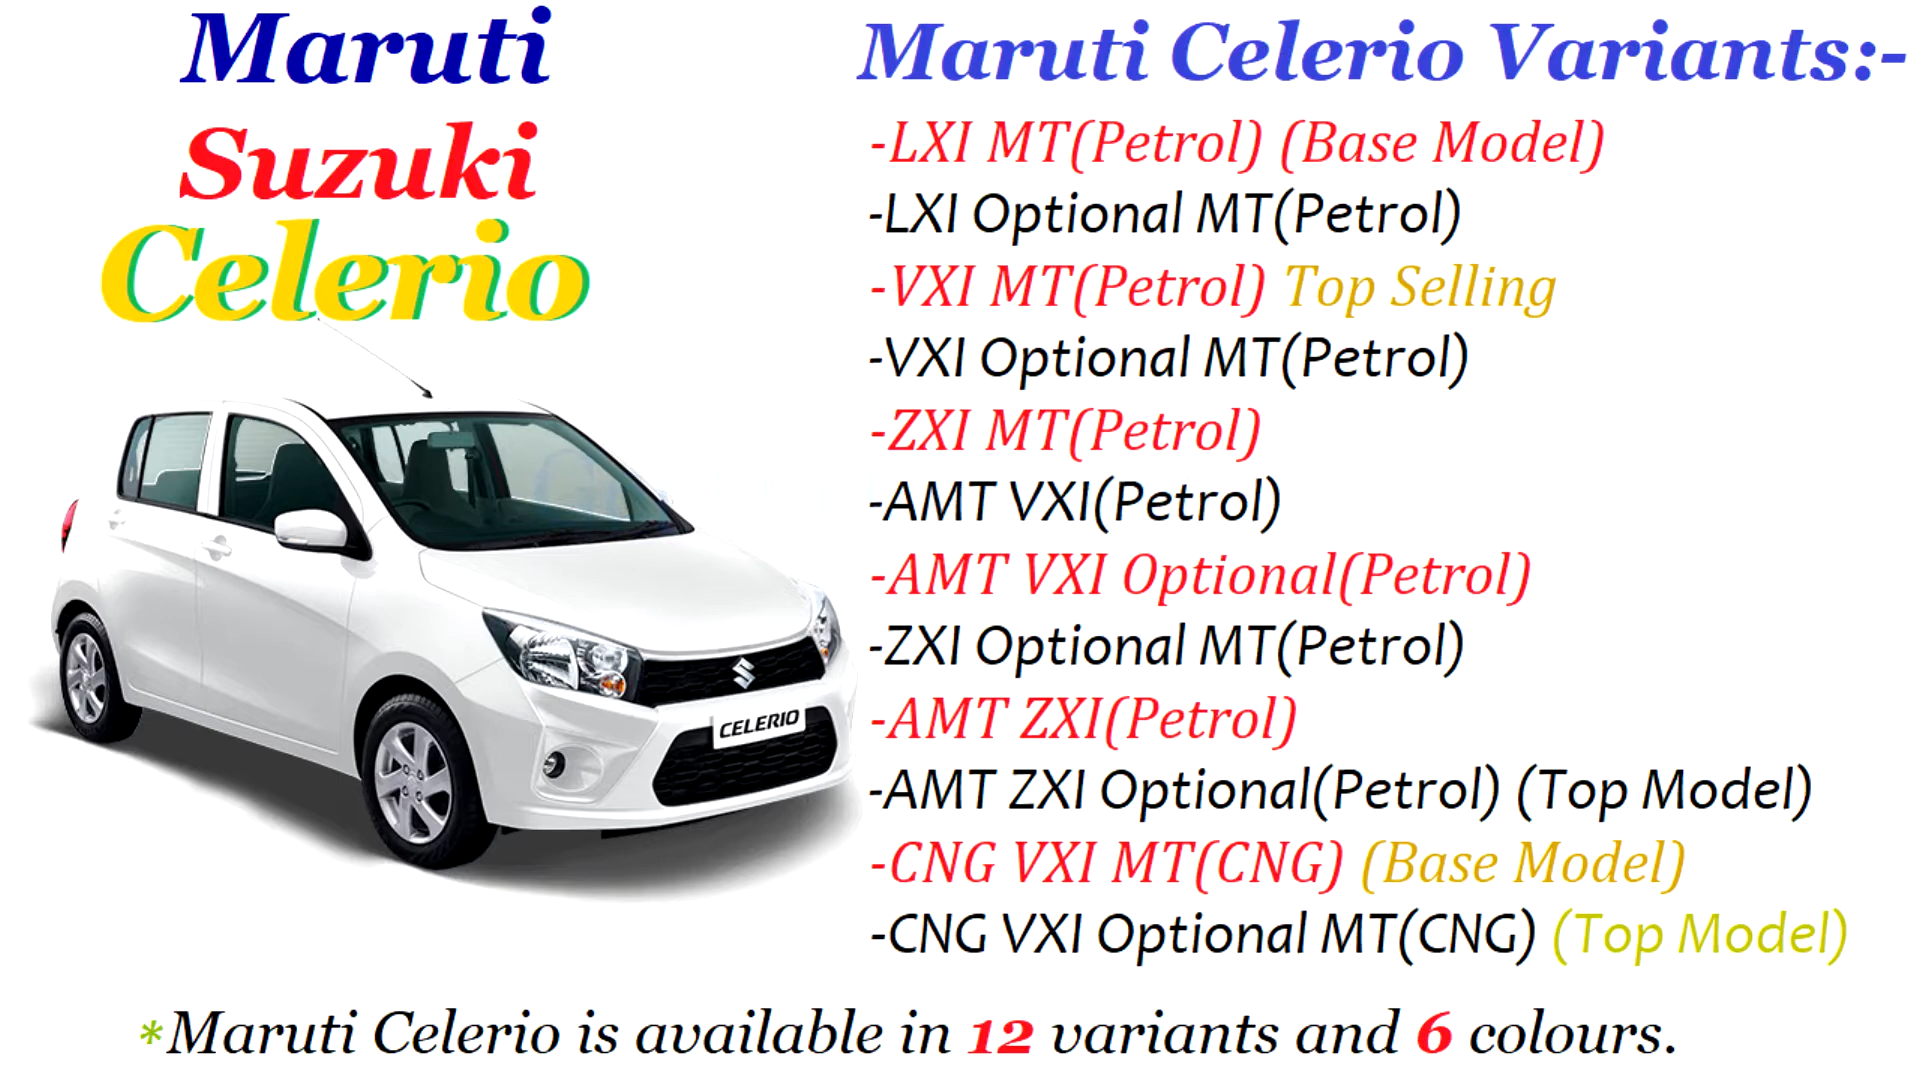 Maruti
Suzuki
Celerio
CELERIO
Maruti Celerio Variants:-
-LXI MT(Petrol) (Base Model)
-LXI Optional MT(Petrol)
-VXI MT(Petrol) Top Selling
-VXI Optional MT(Petrol)
-ZXI MT(Petrol)
-AMT VXI(Petrol)
-AMT VXI Optional(Petrol)
-ZXI Optional MT(Petrol)
-AMT ZXI(Petrol)
-AMT ZXI Optional(Petrol) (Top Model)
-CNG VXI MT(CNG) (Base Model)
-CNG VXI Optional MT(CNG) (Top Model)
*Maruti Celerio is available in 12 variants and 6 colours.